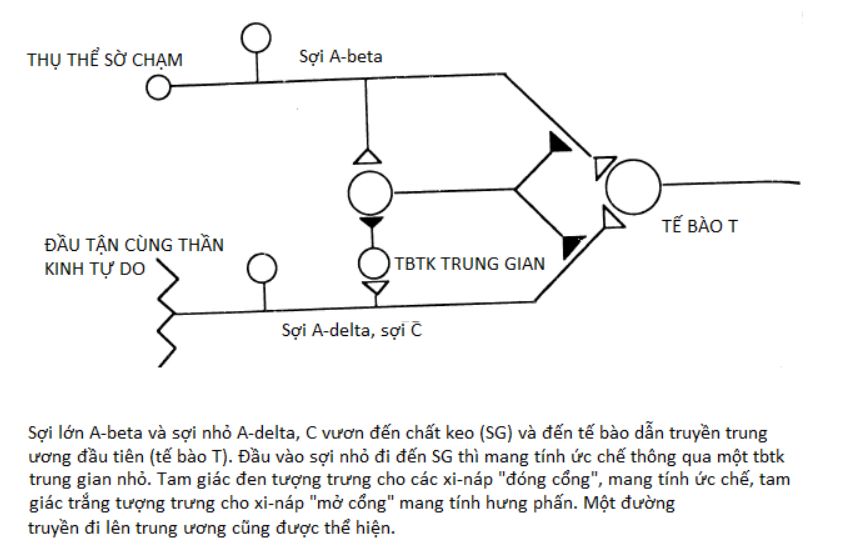 Sợi A-beta
THỤ THỂ SỜ CHẠM
TẾ BÀO T
ĐẦU TẬN CÙNG THẦN
KINH TỰ DO
TBTK TRUNG GIAN
Sợi A-delta, sợi C
Sợi lớn A-beta và sợi nhỏ A-delta, C vươn đến chất keo (SG) và đến tế bào dẫn truyền trung
ương đầu tiên (tế bào T). Đầu vào sợi nhỏ đi đến SG thì mang tính ức chế thông qua một tbtk
trung gian nhỏ. Tam giác đen tượng trưng cho các xi-náp "đóng cổng", mang tính ức chế, tam
giác trắng tượng trưng cho xi-náp "mở cổng" mang tính hưng phấn. Một đường
truyền đi lên trung ương cũng được thể hiện.